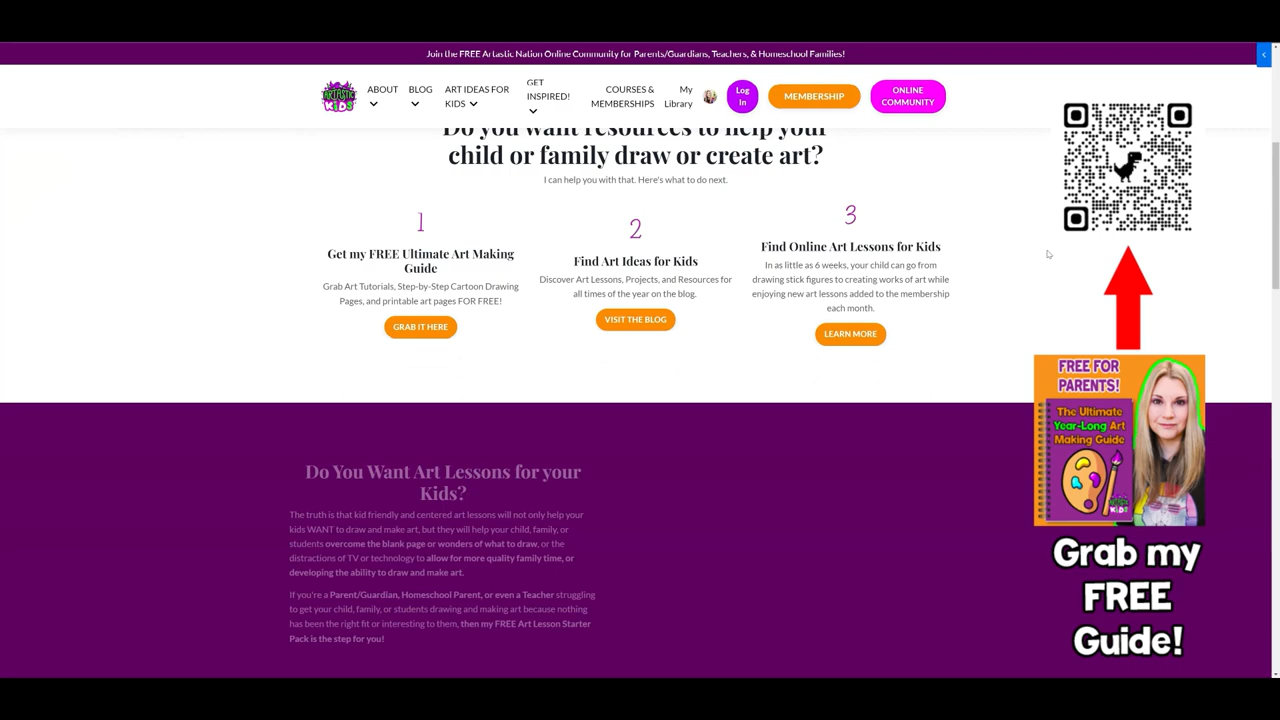 Join the FREE Artastic Nation Online Community for Parents/Guardians, Teachers, & Homeschool Families!
ARTASTIC
KIDS
ABOUT
BLOG
ART IDEAS FOR
KIDS
GET
INSPIRED!
COURSES &
MEMBERSHIPS
My
Library
Log
In
MEMBERSHIP
ONLINE
COMMUNITY
Do you want resources to help your
child or family draw or create art?
I can help you with that. Here's what to do next.
1
Get my FREE Ultimate Art Making
Guide
Grab Art Tutorials, Step-by-Step Cartoon Drawing
Pages, and printable art pages FOR FREE!
GRAB IT HERE
2
Find Art Ideas for Kids
Discover Art Lessons, Projects, and Resources for
all times of the year on the blog.
VISIT THE BLOG
3
Find Online Art Lessons for Kids
In as little as 6 weeks, your child can go from
drawing stick figures to creating works of art while
enjoying new art lessons added to the membership
each month.
LEARN MORE
Do You Want Art Lessons for your
Kids?
The truth is that kid friendly and centered art lessons will not only help your
kids WANT to draw and make art, but they will help your child, family, or
students overcome the blank page or wonders of what to draw, or the
distractions of TV or technology to allow for more quality family time, or
developing the ability to draw and make art.
If you're a Parent/Guardian, Homeschool Parent, or even a Teacher struggling
to get your child, family, or students drawing and making art because nothing
has been the right fit or interesting to them, then my FREE Art Lesson Starter
Pack is the step for you!
FREE FOR
PARENTS!
The Ultimate
Year-Long Art
Making Guide
Grab my
FREE
Guide!